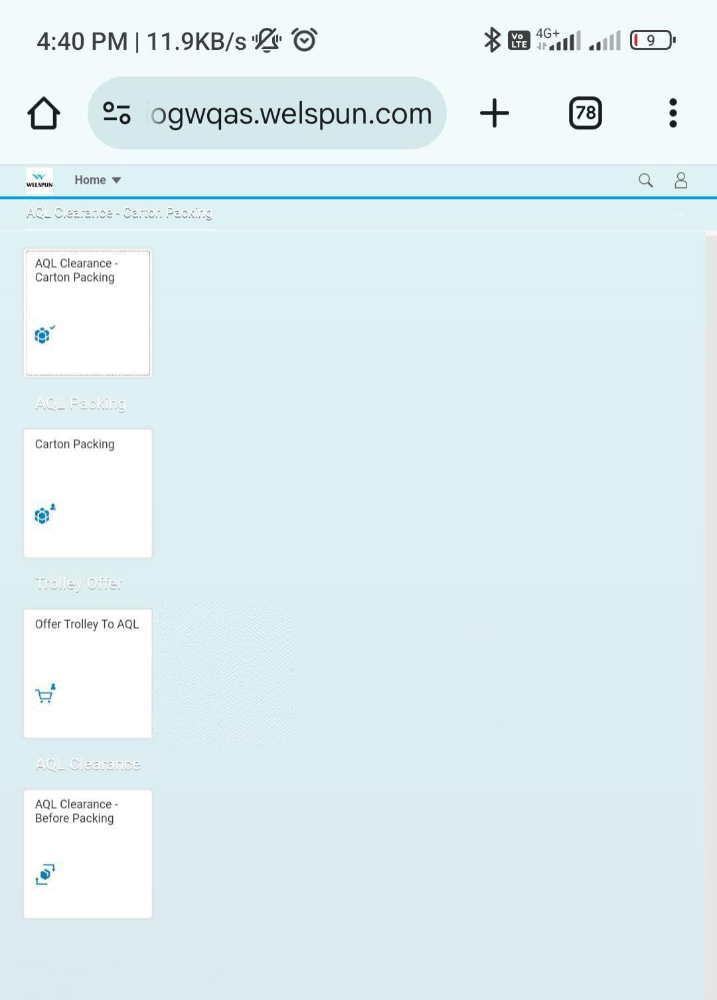 4:40 PM | 11.9KB/s
Vo LTE
4G+
9
ogwqas.welspun.com
78
WELSPUN
Home
AQL Clearance - Carton Packing
AQL Clearance -
Carton Packing
AQL Packing
Carton Packing
Trolley Offer
Offer Trolley To AQL
AQL Clearance
AQL Clearance -
Before Packing